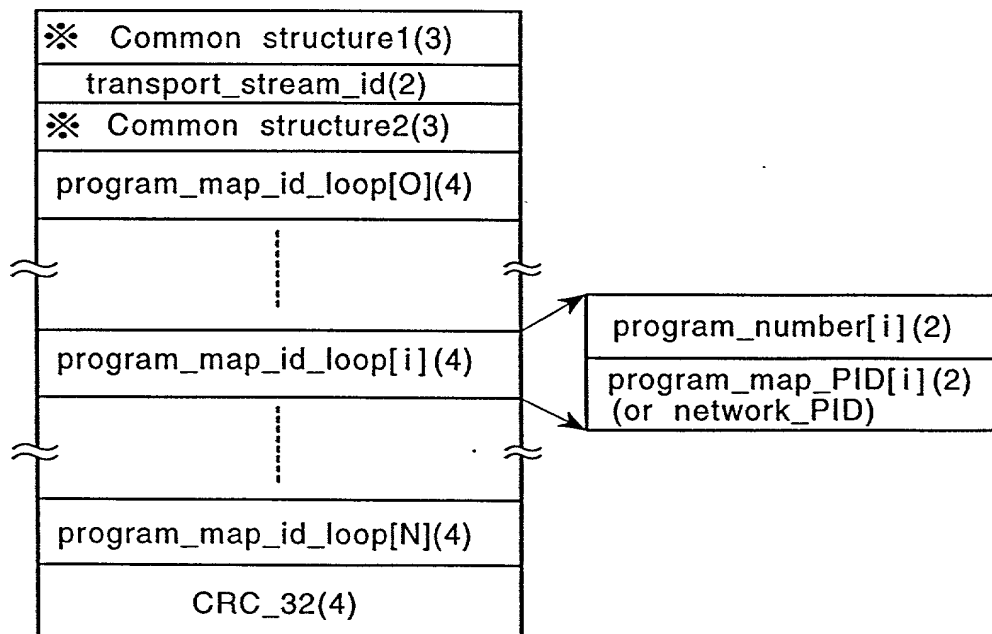 ※ Common structure1(3)
transport_stream_id(2)
※ Common structure2(3)
program_map_id_loop[O](4)
program_map_id_loop[i](4)
program_number[i](2)
program_map_PID[i](2)
(or network_PID)
program_map_id_loop[N](4)
CRC_32(4)